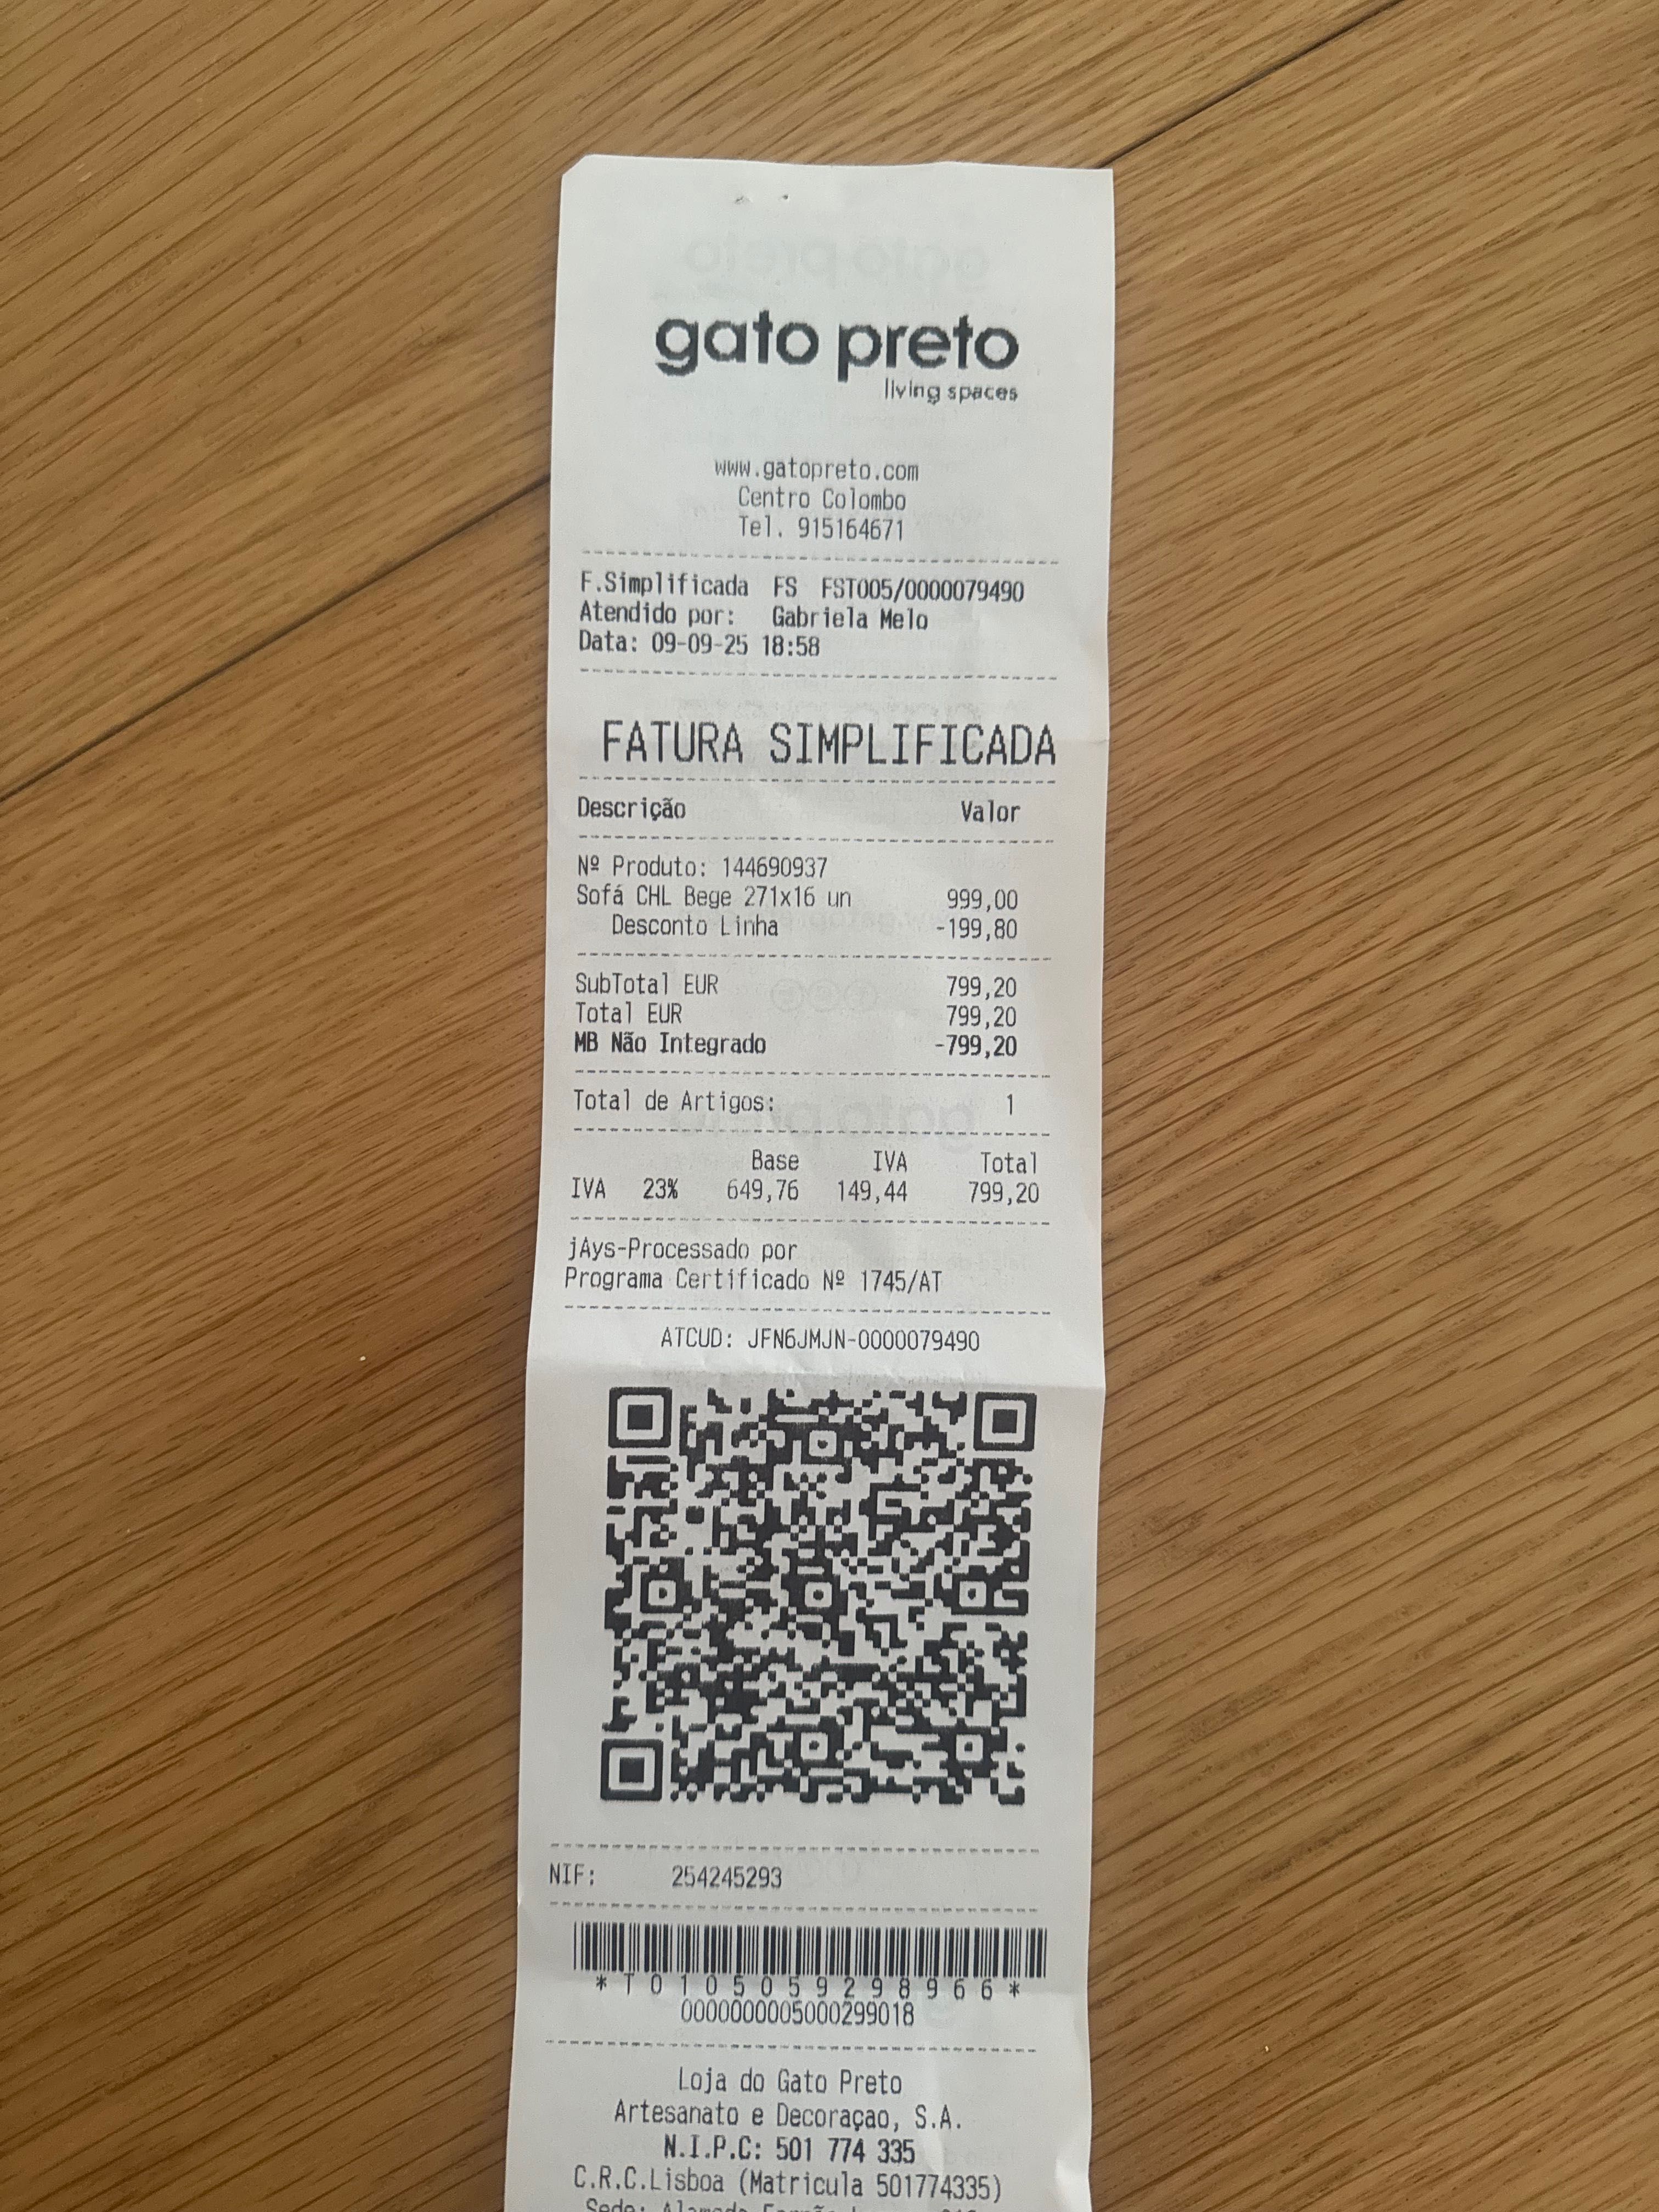 gato preto
living spaces
www.gatopreto.com
Centro Colombo
Tel. 915164671
F.Simplificada FS FST005/0000079490
Atendido por: Gabriela Melo
Data: 09-09-25 18:58
FATURA SIMPLIFICADA
Descrição Valor
Nº Produto: 144690937
Sofá CHL Bege 271x16 un 999,00
Desconto Linha -199,80
SubTotal EUR 799,20
Total EUR 799,20
MB Não Integrado -799,20
Total de Artigos: 1
Base IVA Total
IVA 23% 649,76 149,44 799,20
jAys-Processado por
Programa Certificado Nº 1745/AT
ATCUD: JFN6JMJN-0000079490
NIF: 254245293
*T0105059298966*
0000000005000299018
Loja do Gato Preto
Artesanato e Decoraçao, S.A.
N.I.P.C: 501 774 335
C.R.C.Lisboa (Matricula 501774335)
Sede: Alameda